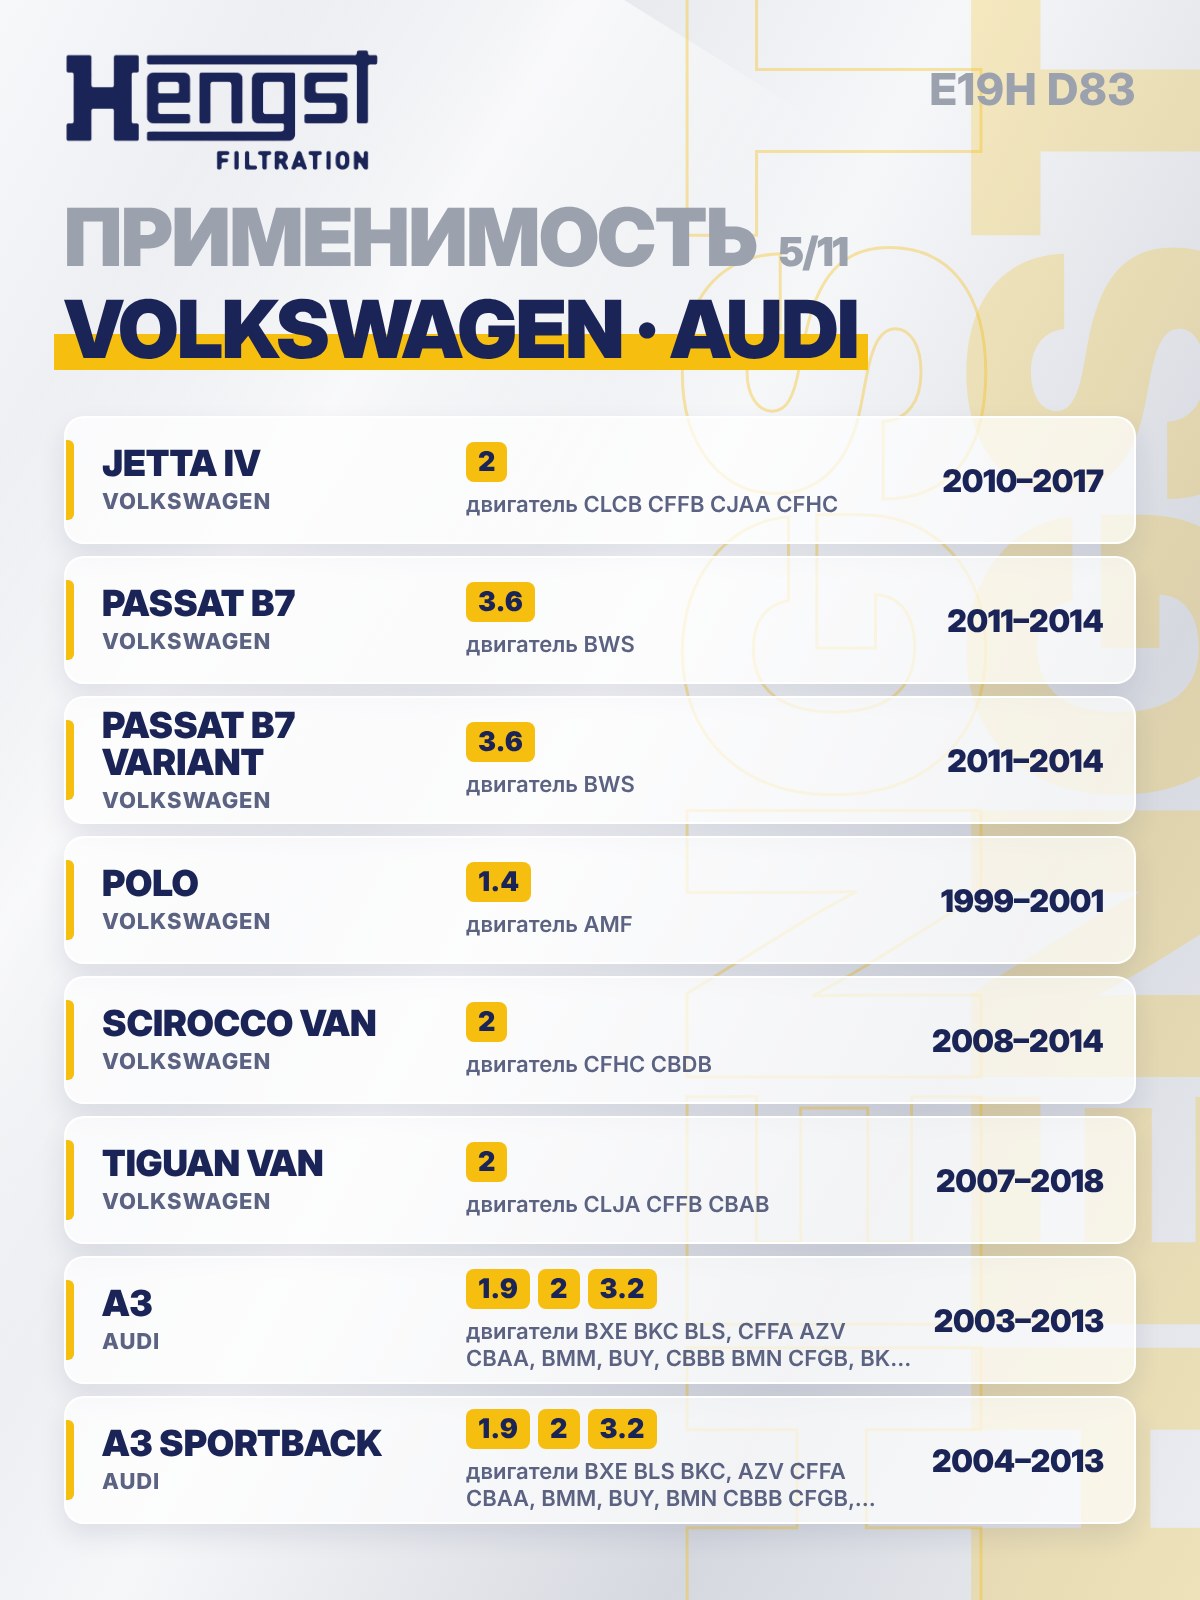 Hengst
FILTRATION
E19H D83
ПРИМЕНИМОСТЬ 5/11
VOLKSWAGEN · AUDI
JETTA IV
VOLKSWAGEN
2
двигатель CLCB CFFB CJAA CFHC
2010–2017
PASSAT B7
VOLKSWAGEN
3.6
двигатель BWS
2011–2014
PASSAT B7
VARIANT
VOLKSWAGEN
3.6
двигатель BWS
2011–2014
POLO
VOLKSWAGEN
1.4
двигатель AMF
1999–2001
SCIROCCO VAN
VOLKSWAGEN
2
двигатель CFHC CBDB
2008–2014
TIGUAN VAN
VOLKSWAGEN
2
двигатель CLJA CFFB CBAB
2007–2018
A3
AUDI
1.9 2 3.2
двигатели BXE BKC BLS, CFFA AZV
CBAA, BMM, BUY, CBBB BMN CFGB, BK...
2003–2013
A3 SPORTBACK
AUDI
1.9 2 3.2
двигатели BXE BLS BKC, AZV CFFA
CBAA, BMM, BUY, BMN CBBB CFGB,...
2004–2013
HENGST
HENGST